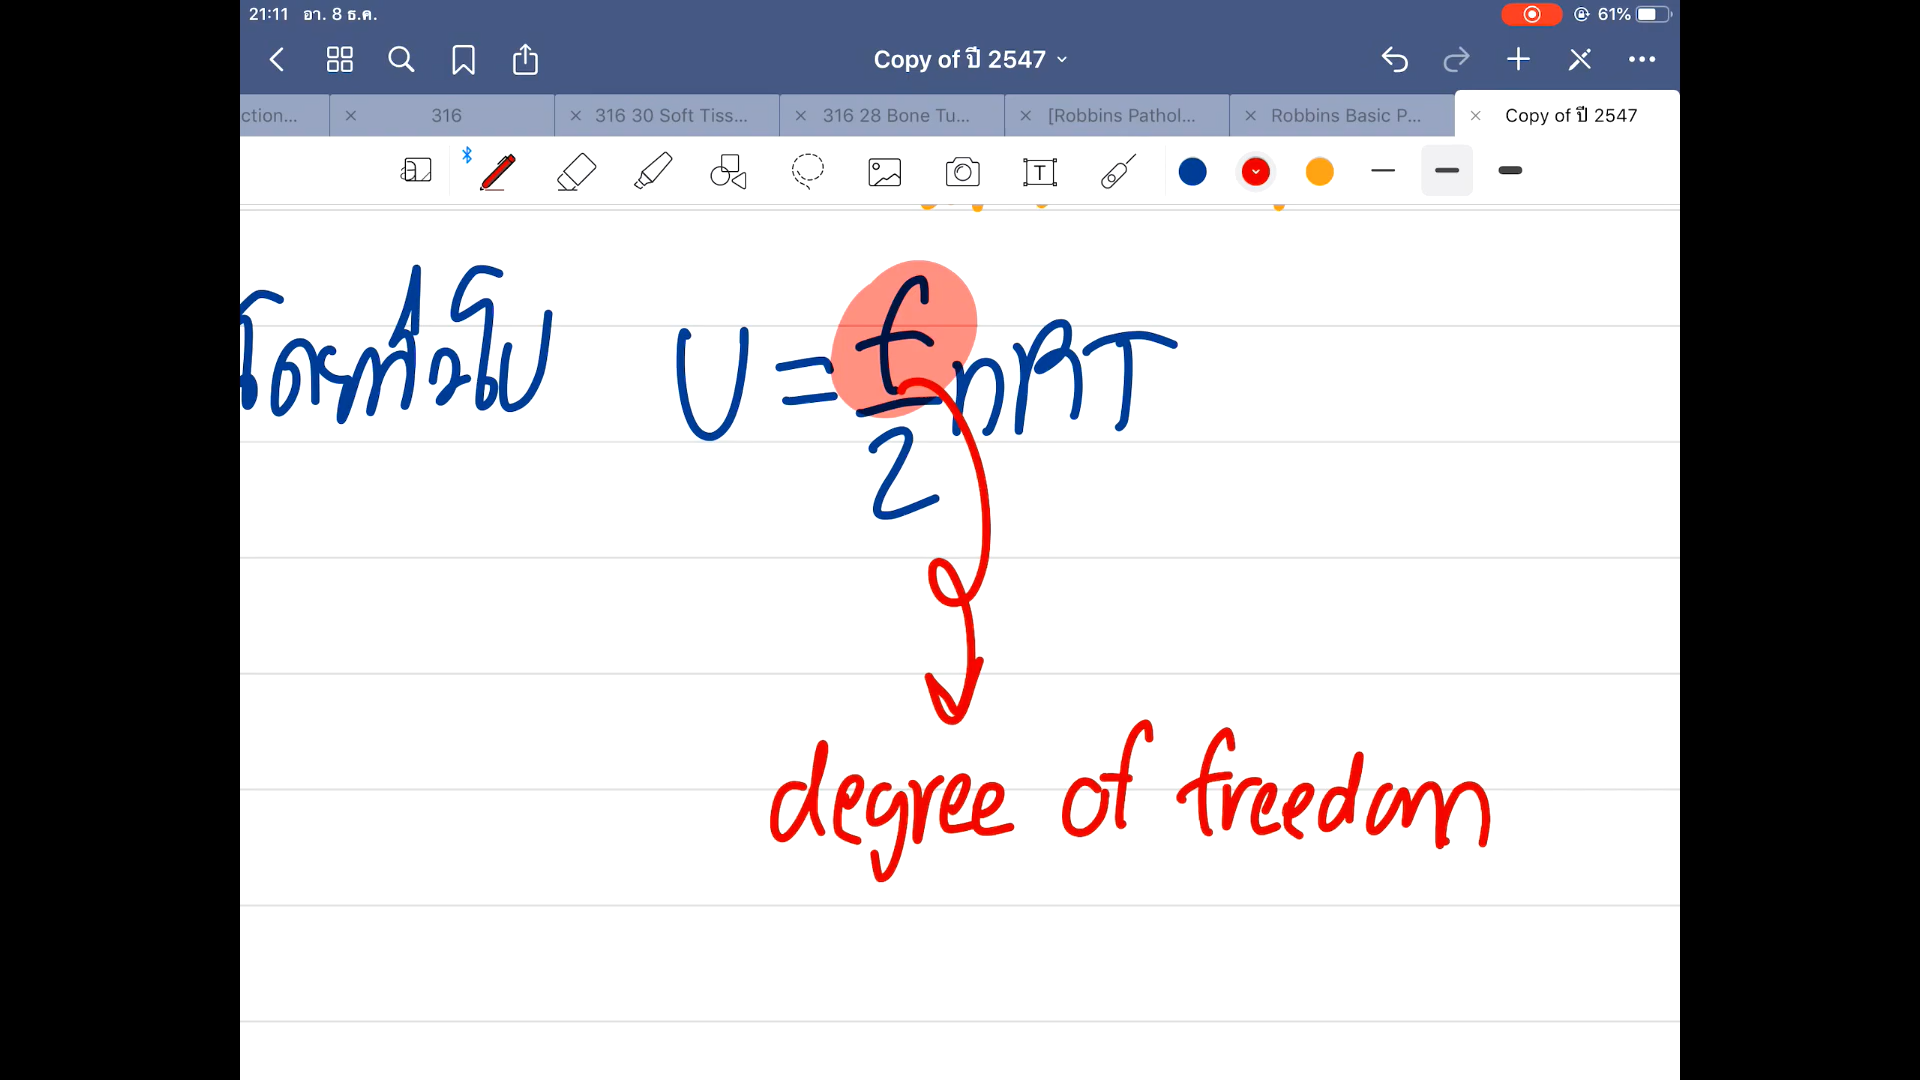 21:11 อา. 8 ธ.ค. 61%
Copy of ปี 2547
ction... 316 316 30 Soft Tiss... 316 28 Bone Tu... [Robbins Pathol... Robbins Basic P... Copy of ปี 2547
โดยทั่วไป U = f/2 nRT
degree of freedom